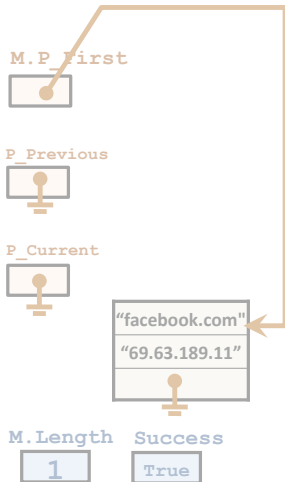 M.P_First
P_Previous
P_Current
“facebook.com"
“69.63.189.11”
M.Length Success
1 True